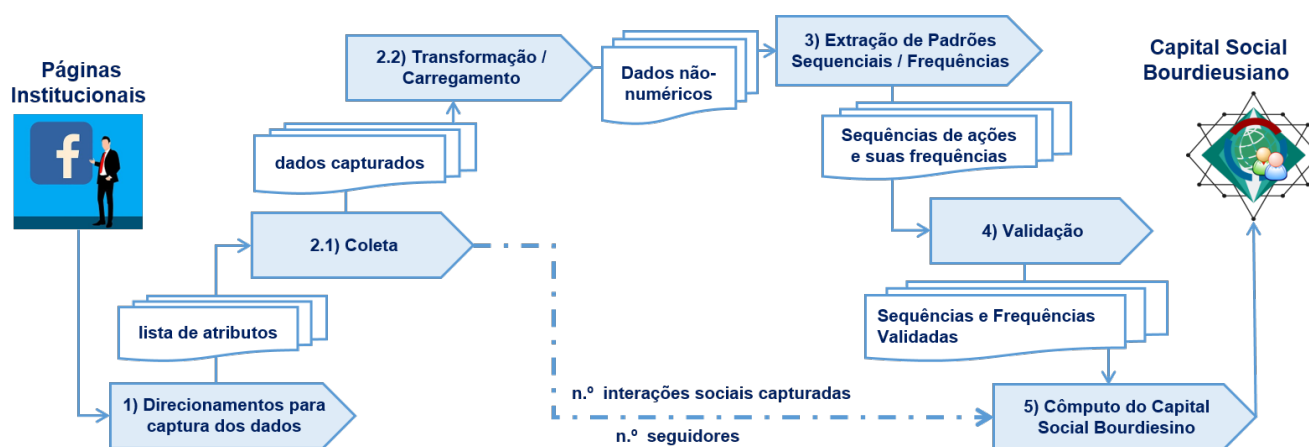 Páginas
Institucionais
f
1) Direcionamentos para
captura dos dados
lista de atributos
2.1) Coleta
dados capturados
2.2) Transformação /
Carregamento
Dados não-
numéricos
3) Extração de Padrões
Sequenciais / Frequências
Sequências de ações
e suas frequências
4) Validação
Sequências e Frequências
Validadas
n.º interações sociais capturadas
n.º seguidores
5) Cômputo do Capital
Social Bourdiesino
Capital Social
Bourdieusiano